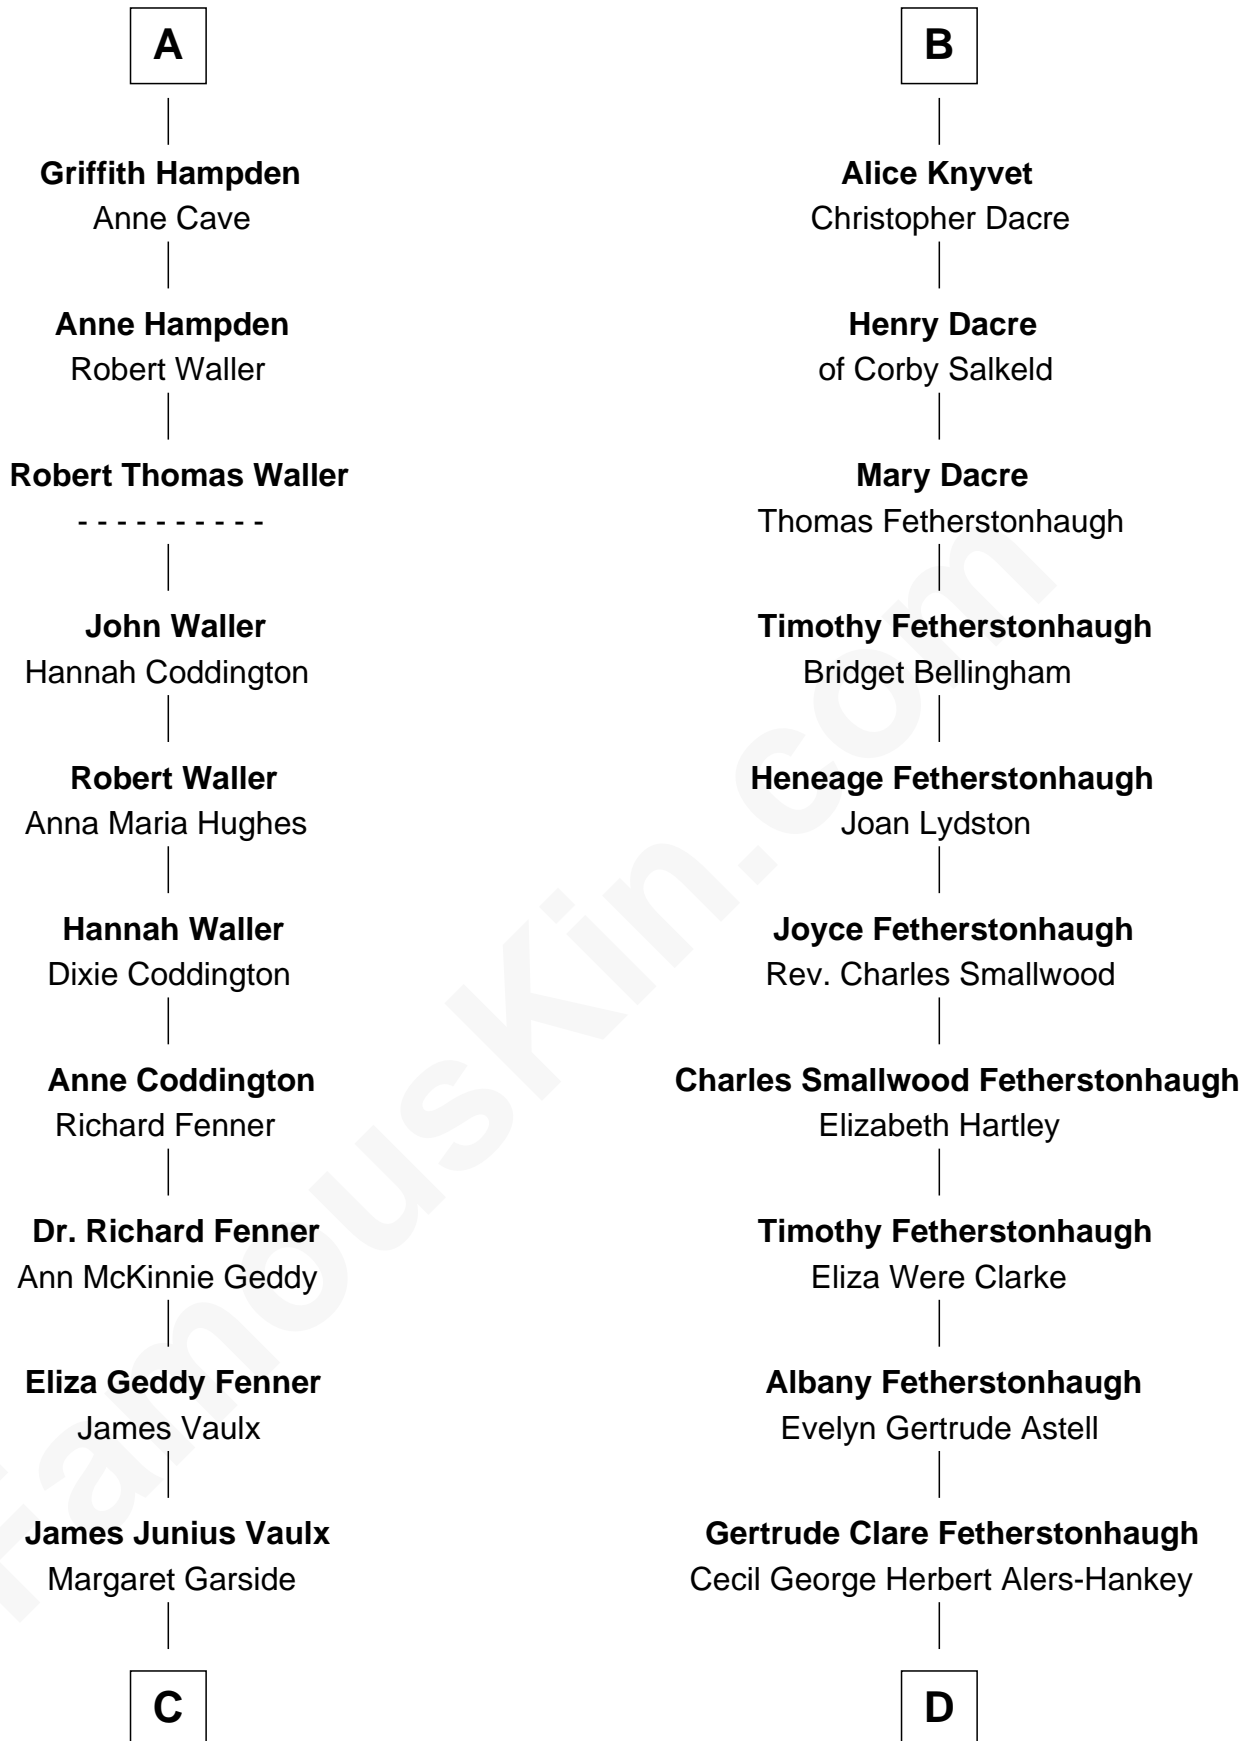 A
Griffith Hampden
Anne Cave
Anne Hampden
Robert Waller
Robert Thomas Waller
- - - - - - - - - -
John Waller
Hannah Coddington
Robert Waller
Anna Maria Hughes
Hannah Waller
Dixie Coddington
Anne Coddington
Richard Fenner
Dr. Richard Fenner
Ann McKinnie Geddy
Eliza Geddy Fenner
James Vaulx
James Junius Vaulx
Margaret Garside
C
B
Alice Knyvet
Christopher Dacre
Henry Dacre
of Corby Salkeld
Mary Dacre
Thomas Fetherstonhaugh
Timothy Fetherstonhaugh
Bridget Bellingham
Heneage Fetherstonhaugh
Joan Lydston
Joyce Fetherstonhaugh
Rev. Charles Smallwood
Charles Smallwood Fetherstonhaugh
Elizabeth Hartley
Timothy Fetherstonhaugh
Eliza Were Clarke
Albany Fetherstonhaugh
Evelyn Gertrude Astell
Gertrude Clare Fetherstonhaugh
Cecil George Herbert Alers-Hankey
D
FamousKin.com